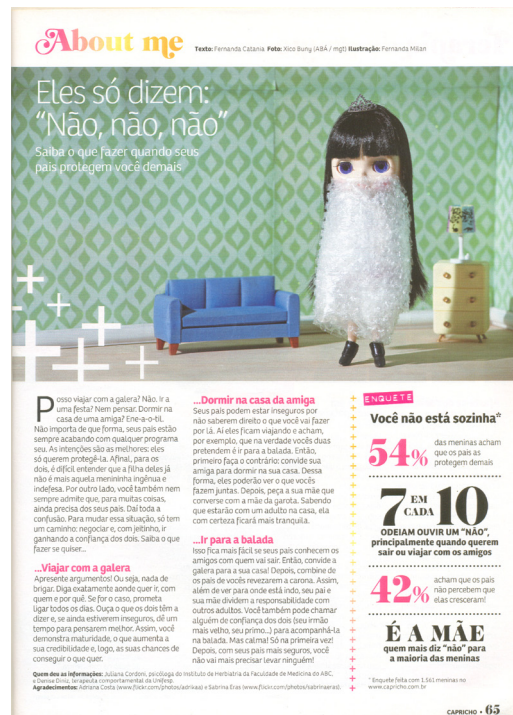 About me
Texto: Fernanda Catania Foto: Xico Buny (ABÁ / mgt) Ilustração: Fernanda Milan
Eles só dizem:
“Não, não, não”
Saiba o que fazer quando seus
pais protegem você demais
Posso viajar com a galera? Não. Ir a
uma festa? Nem pensar. Dormir na
casa de uma amiga? Ene-a-o-til.
Não importa de que forma, seus pais estão
sempre acabando com qualquer programa
seu. As intenções são as melhores: eles
só querem protegê-la. Afinal, para os
dois, é difícil entender que a filha deles já
não é mais aquela menininha ingênua e
indefesa. Por outro lado, você também nem
sempre admite que, para muitas coisas,
ainda precisa dos seus pais. Daí toda a
confusão. Para mudar essa situação, só tem
um caminho: negociar e, com jeitinho, ir
ganhando a confiança dos dois. Saiba o que
fazer se quiser...
...Viajar com a galera
Apresente argumentos! Ou seja, nada de
brigar. Diga exatamente aonde quer ir, com
quem e por quê. Se for o caso, prometa
ligar todos os dias. Ouça o que os dois têm a
dizer e, se ainda estiverem inseguros, dê um
tempo para pensarem melhor. Assim, você
demonstra maturidade, o que aumenta a
sua credibilidade e, logo, as suas chances de
conseguir o que quer.
...Dormir na casa da amiga
Seus pais podem estar inseguros por
não saberem direito o que você vai fazer
por lá. Aí eles ficam viajando e acham,
por exemplo, que na verdade vocês duas
pretendem é ir para a balada. Então,
primeiro faça o contrário: convide sua
amiga para dormir na sua casa. Dessa
forma, eles poderão ver o que vocês
fazem juntas. Depois, peça a sua mãe que
converse com a mãe da garota. Sabendo
que estarão com um adulto na casa, ela
com certeza ficará mais tranquila.
...Ir para a balada
Isso fica mais fácil se seus pais conhecem os
amigos com quem vai sair. Então, convide a
galera para a sua casa! Depois, combine de
os pais de vocês revezarem a carona. Assim,
além de ver para onde está indo, seu pai e
sua mãe dividem a responsabilidade com
outros adultos. Você também pode chamar
alguém de confiança dos dois (seu irmão
mais velho, seu primo...) para acompanhá-la
na balada. Mas calma! Só na primeira vez!
Depois, com seus pais mais seguros, você
não vai mais precisar levar ninguém!
ENQUETE
Você não está sozinha*
54% das meninas acham
que os pais as
protegem demais
7 EM CADA 10
ODEIAM OUVIR UM “NÃO”,
principalmente quando querem
sair ou viajar com os amigos
42% acham que os pais
não percebem que
elas cresceram!
É A MÃE
quem mais diz “não” para
a maioria das meninas
* Enquete feita com 1.561 meninas no
www.capricho.com.br
Quem deu as informações: Juliana Cordoni, psicóloga do Instituto de Hebiatria da Faculdade de Medicina do ABC,
e Denise Diniz, terapeuta comportamental da Unifesp.
Agradecimentos: Adriana Costa (www.flickr.com/photos/adrikaa) e Sabrina Eras (www.flickr.com/photos/sabrinaeras).
CAPRICHO • 65